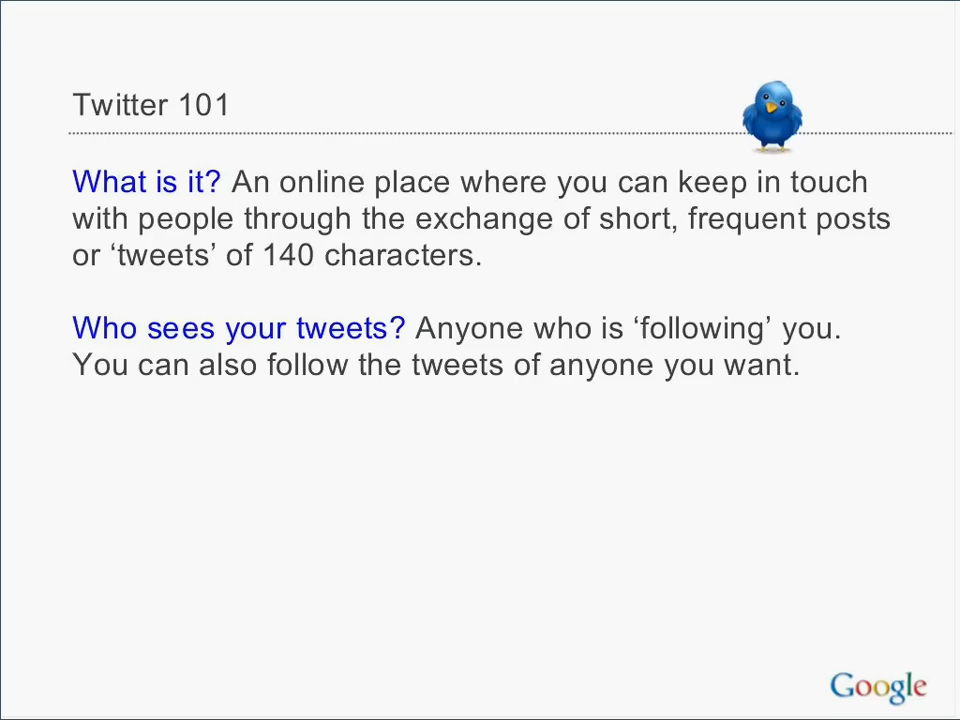 Twitter 101
What is it? An online place where you can keep in touch
with people through the exchange of short, frequent posts
or ‘tweets’ of 140 characters.
Who sees your tweets? Anyone who is ‘following’ you.
You can also follow the tweets of anyone you want.
Google